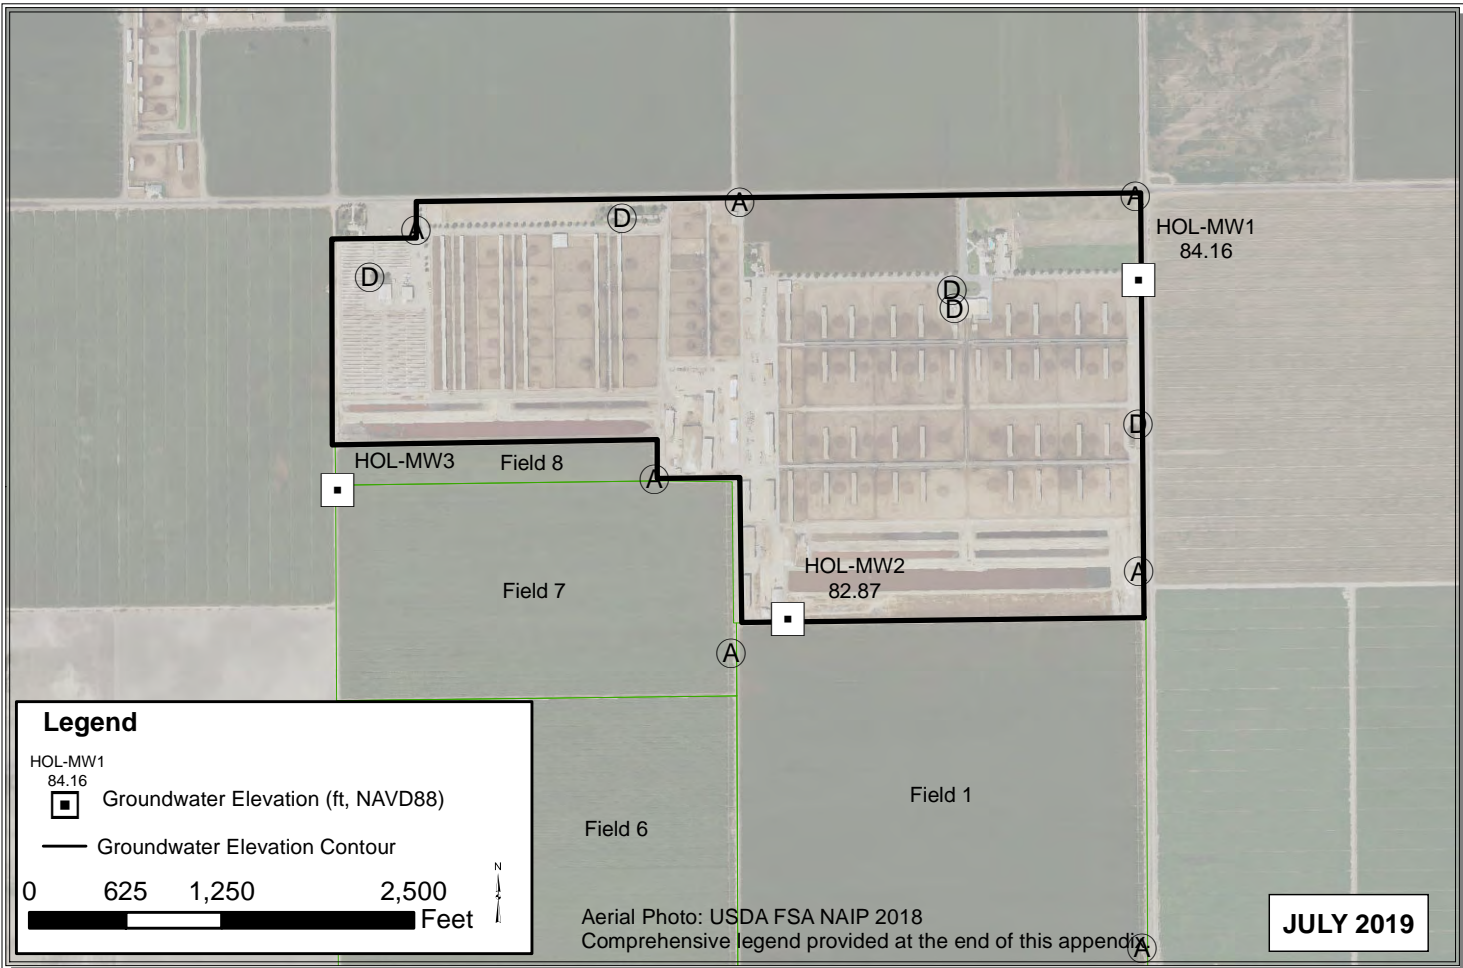 A
A
A
D
HOL-MW1
84.16
D
D
D
D
HOL-MW3
Field 8
A
HOL-MW2
82.87
A
Field 7
A
Field 1
Field 6
Legend
HOL-MW1
84.16
Groundwater Elevation (ft, NAVD88)
Groundwater Elevation Contour
N
0 625 1,250 2,500
Feet
Aerial Photo: USDA FSA NAIP 2018
Comprehensive legend provided at the end of this appendix.
A
JULY 2019